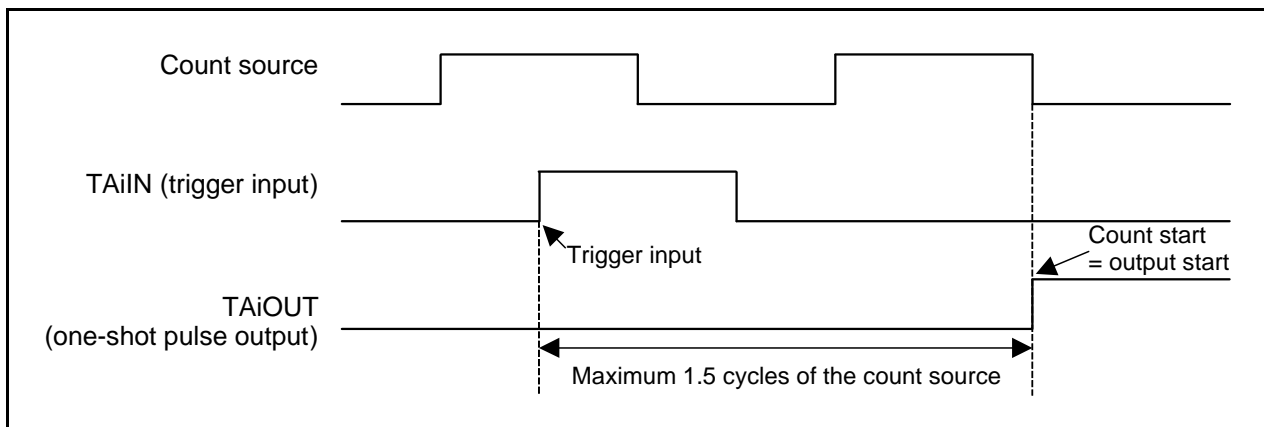 Count source
TAiIN (trigger input)
Trigger input
Count start
= output start
TAiOUT
(one-shot pulse output)
Maximum 1.5 cycles of the count source